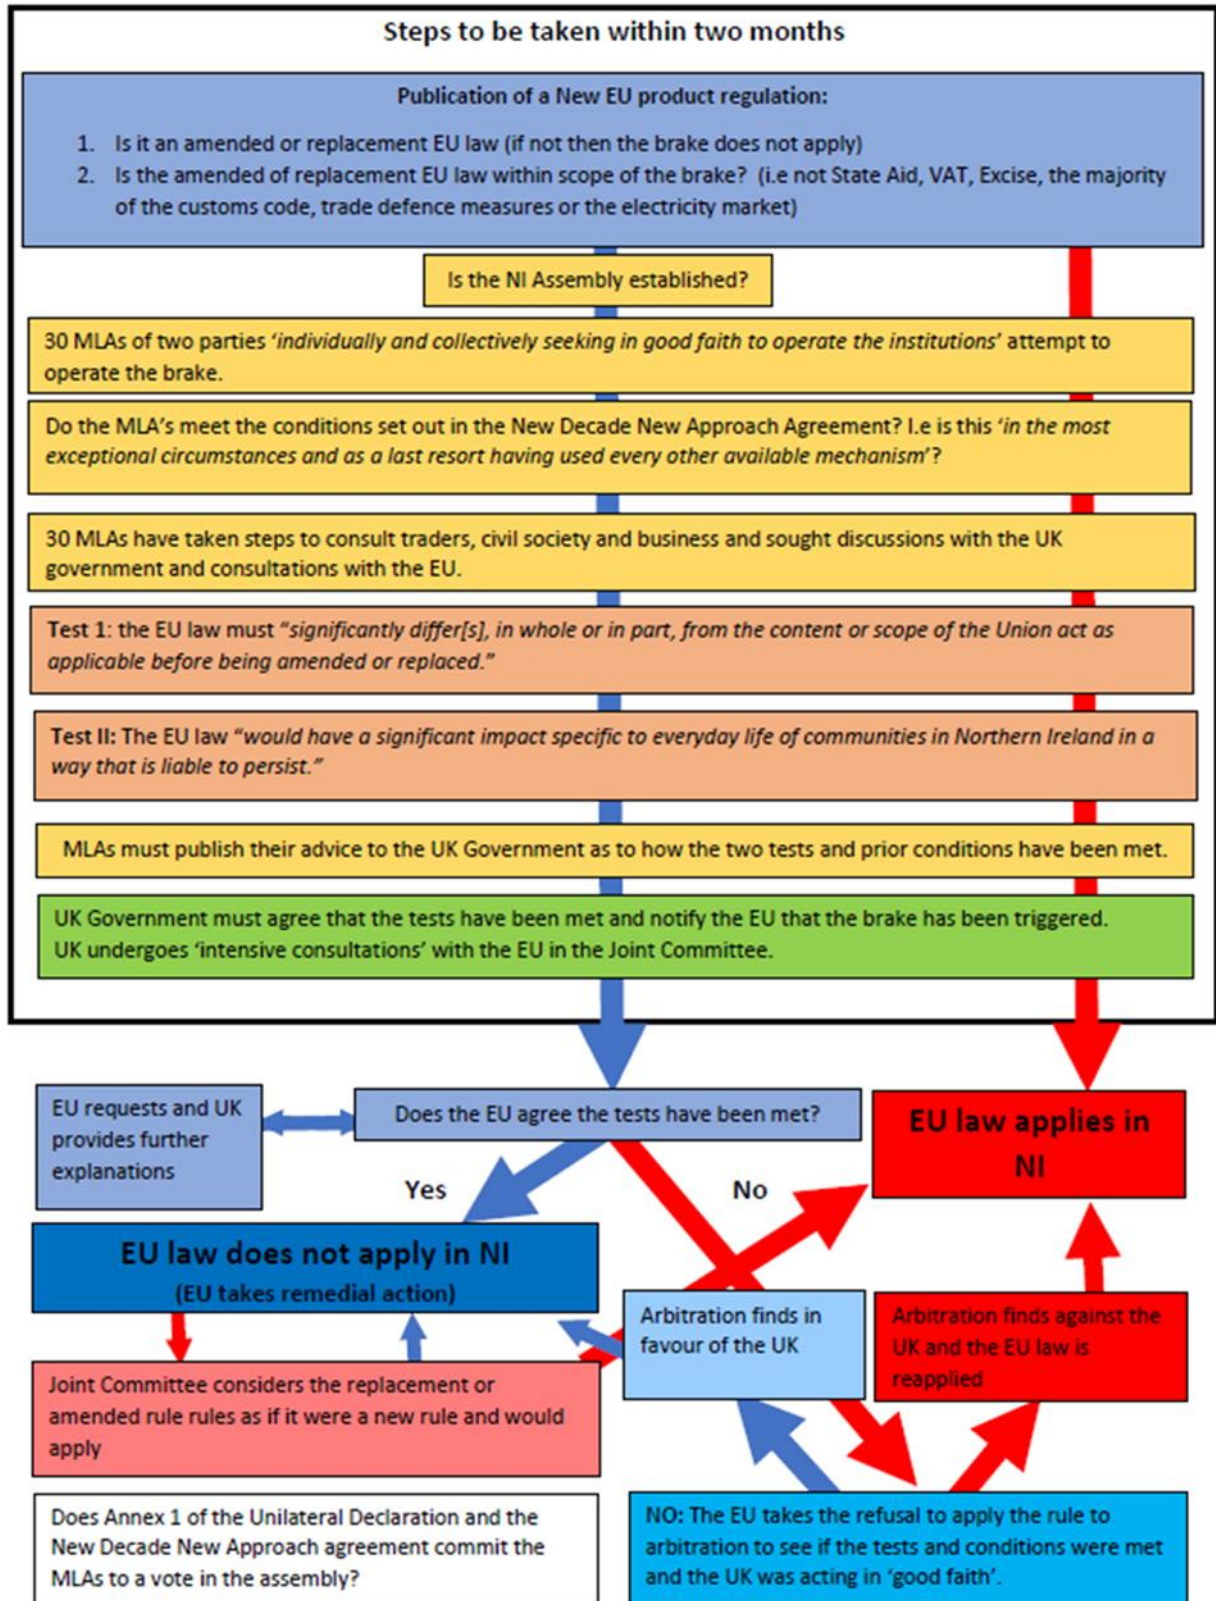 Steps to be taken within two months
Publication of a New EU product regulation:
1. Is it an amended or replacement EU law (if not then the brake does not apply)
2. Is the amended of replacement EU law within scope of the brake? (i.e not State Aid, VAT, Excise, the majority
of the customs code, trade defence measures or the electricity market)
Is the NI Assembly established?
30 MLAs of two parties ‘individually and collectively seeking in good faith to operate the institutions’ attempt to
operate the brake.
Do the MLA’s meet the conditions set out in the New Decade New Approach Agreement? I.e is this ‘in the most
exceptional circumstances and as a last resort having used every other available mechanism’?
30 MLAs have taken steps to consult traders, civil society and business and sought discussions with the UK
government and consultations with the EU.
Test 1: the EU law must “significantly differ[s], in whole or in part, from the content or scope of the Union act as
applicable before being amended or replaced.”
Test II: The EU law “would have a significant impact specific to everyday life of communities in Northern Ireland in a
way that is liable to persist.”
MLAs must publish their advice to the UK Government as to how the two tests and prior conditions have been met.
UK Government must agree that the tests have been met and notify the EU that the brake has been triggered.
UK undergoes ‘intensive consultations’ with the EU in the Joint Committee.
EU requests and UK
provides further
explanations
Does the EU agree the tests have been met?
EU law applies in
NI
Yes
No
EU law does not apply in NI
(EU takes remedial action)
Arbitration finds in
favour of the UK
Arbitration finds against the
UK and the EU law is
reapplied
Joint Committee considers the replacement or
amended rule rules as if it were a new rule and would
apply
Does Annex 1 of the Unilateral Declaration and the
New Decade New Approach agreement commit the
MLAs to a vote in the assembly?
NO: The EU takes the refusal to apply the rule to
arbitration to see if the tests and conditions were met
and the UK was acting in ‘good faith’.